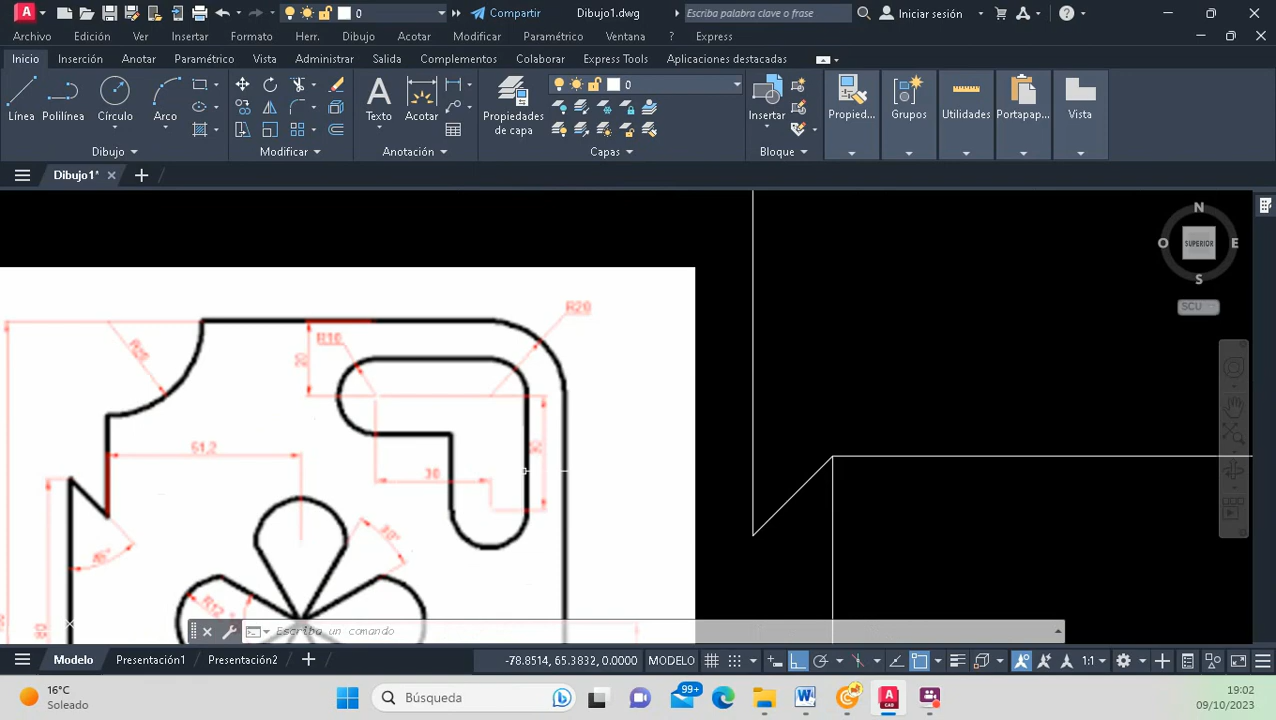 0
Compartir
Dibujo1.dwg
Escriba palabra clave o frase
Iniciar sesión
Archivo Edición Ver Insertar Formato Herr. Dibujo Acotar Modificar Paramétrico Ventana ? Express
Inicio Inserción Anotar Paramétrico Vista Administrar Salida Complementos Colaborar Express Tools Aplicaciones destacadas
0
Línea Polilínea Círculo Arco Texto Acotar Propiedades de capa Insertar Propied... Grupos Utilidades Portapap... Vista
Dibujo Modificar Anotación Capas Bloque
Dibujo1*
N
O SUPERIOR E
S
SCU
R20
R10
20
51,2
30
30
45°
30°
R12
Escriba un comando
Modelo Presentación1 Presentación2
-78.8514, 65.3832, 0.0000 MODELO 1:1
16°C
Soleado
Búsqueda
99+
19:02
09/10/2023